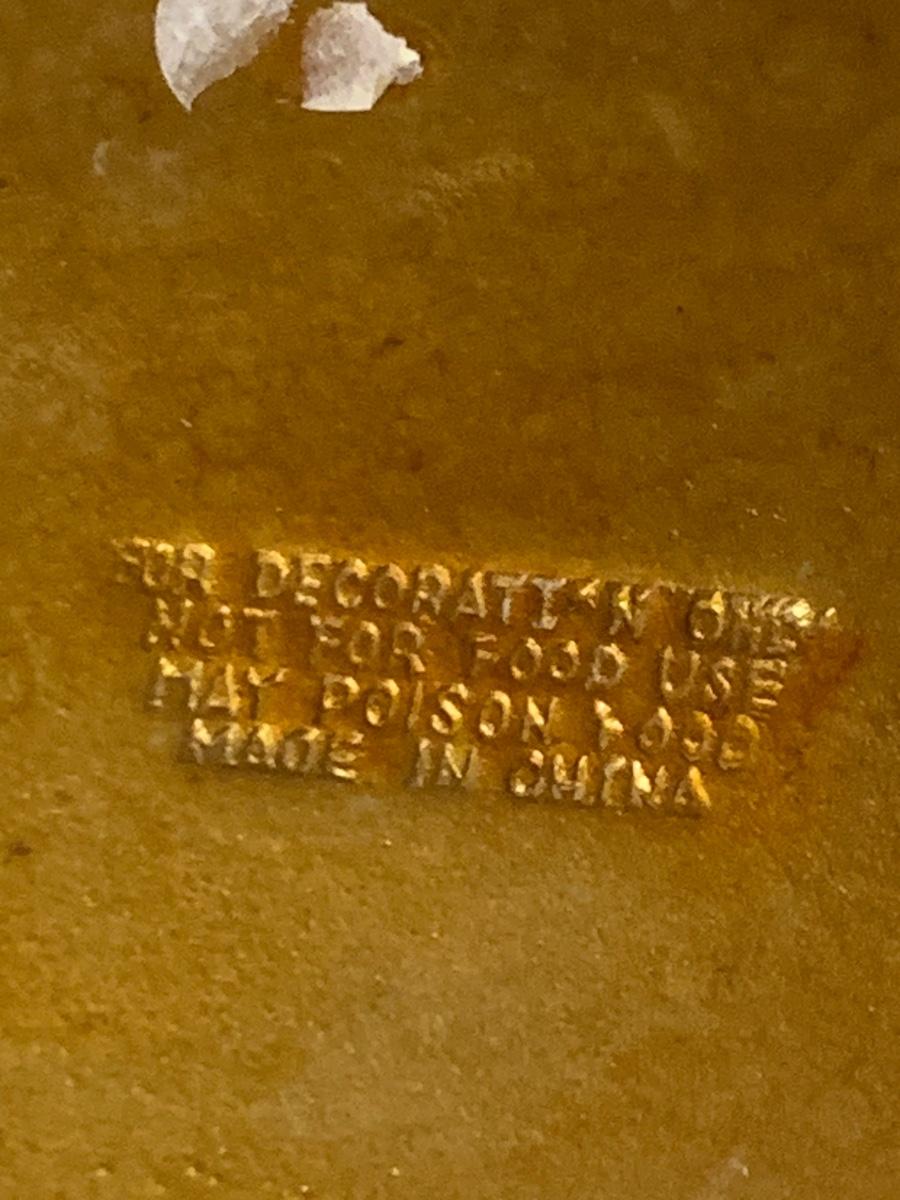 FOR DECORATION ONLY
NOT FOR FOOD USE
MAY POISON FOOD
MADE IN CHINA